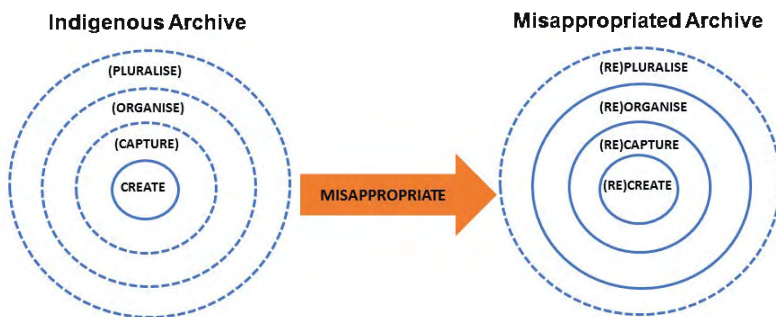 Indigenous Archive
(PLURALISE)
(ORGANISE)
(CAPTURE)
CREATE
MISAPPROPRIATE
Misappropriated Archive
(RE)PLURALISE
(RE)ORGANISE
(RE)CAPTURE
(RE)CREATE